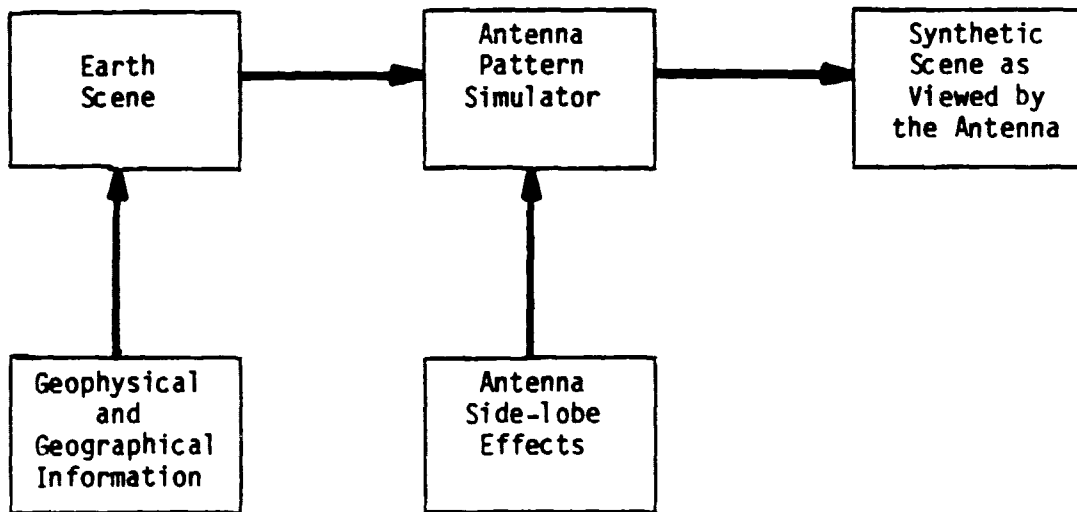 Earth
Scene
Antenna
Pattern
Simulator
Synthetic
Scene as
Viewed by
the Antenna
Geophysical
and
Geographical
Information
Antenna
Side-lobe
Effects